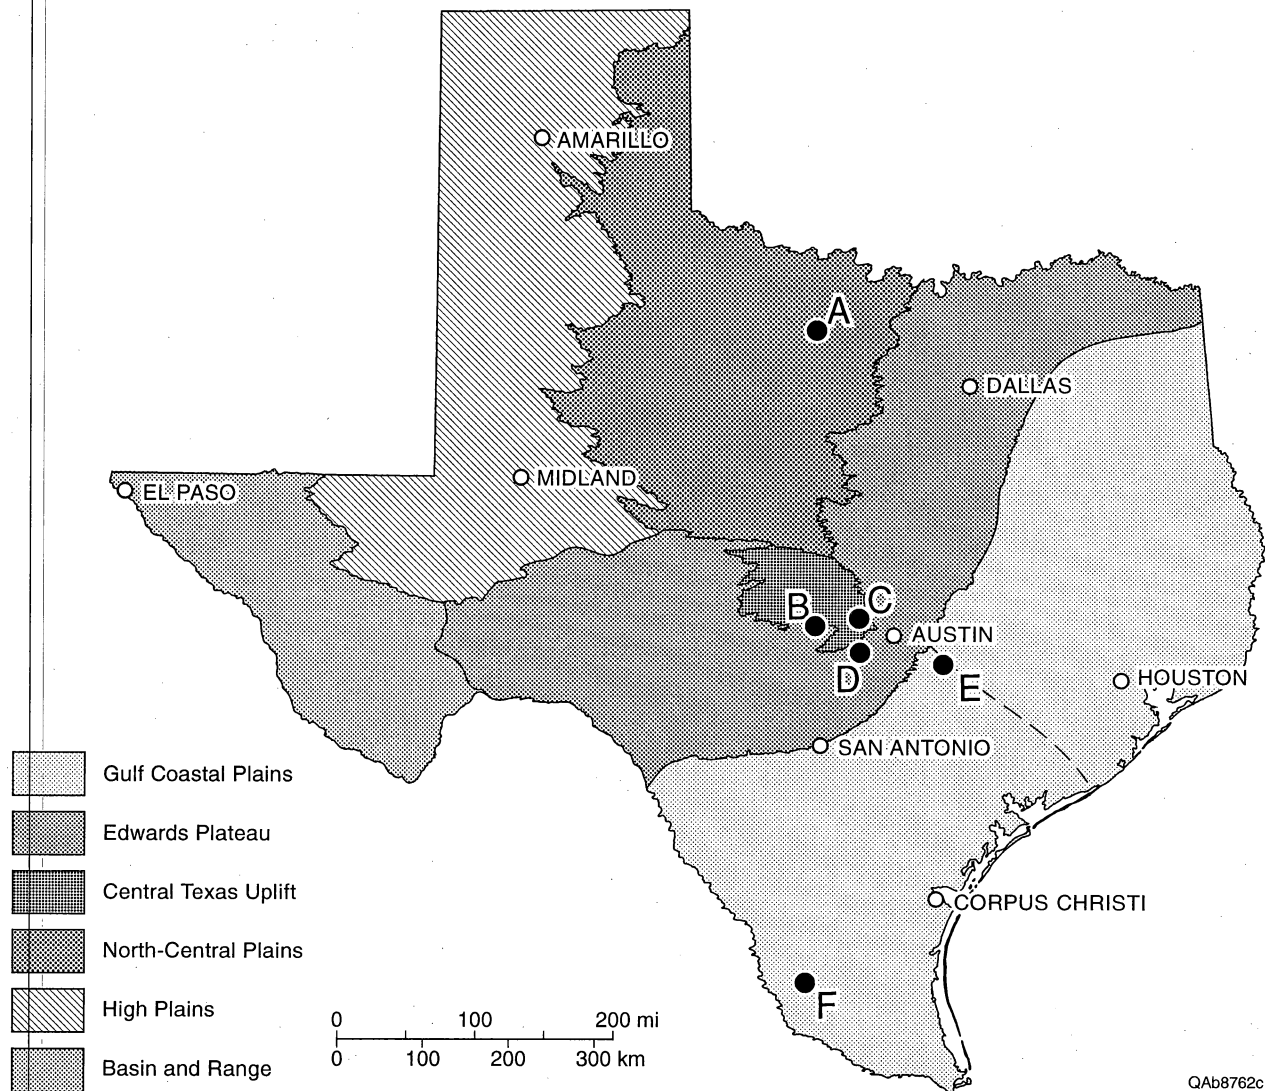 AMARILLO
A
DALLAS
MIDLAND
EL PASO
B
C
AUSTIN
D
E
HOUSTON
SAN ANTONIO
CORPUS CHRISTI
F
Gulf Coastal Plains
Edwards Plateau
Central Texas Uplift
North-Central Plains
High Plains
Basin and Range
0 100 200 mi
0 100 200 300 km
QAb8762c